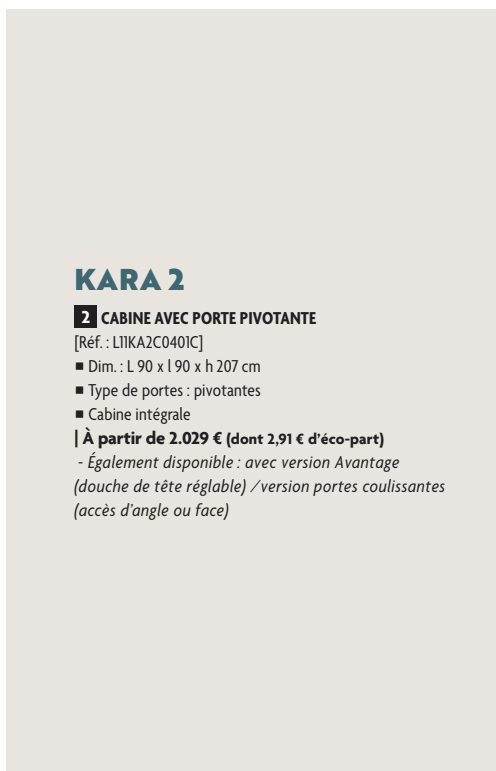 KARA 2
2 CABINE AVEC PORTE PIVOTANTE
[Réf. : L11KA2C0401C]
■ Dim. : L 90 x l 90 x h 207 cm
■ Type de portes : pivotantes
■ Cabine intégrale
| À partir de 2.029 € (dont 2,91 € d'éco-part)
- Également disponible : avec version Avantage
(douche de tête réglable) / version portes coulissantes
(accès d'angle ou face)